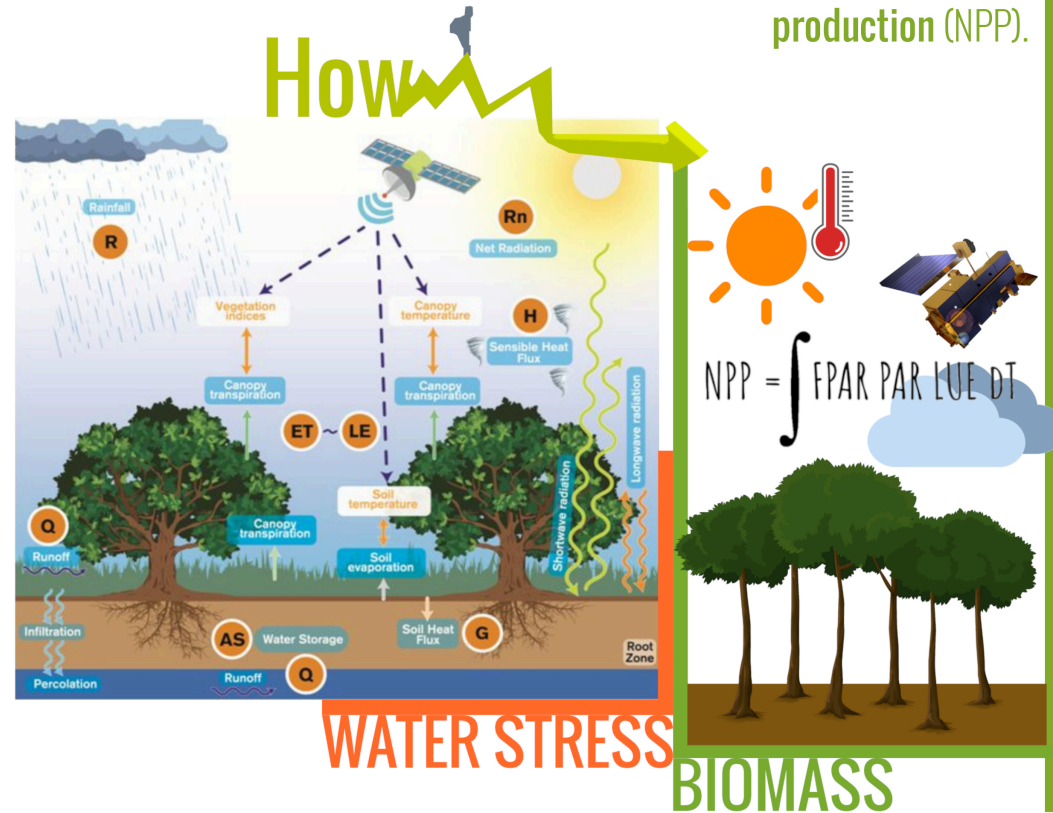 production (NPP).
How
Rainfall
R
Rn
Net Radiation
Vegetation
indices
Canopy
temperature
H
Sensible Heat
Flux
Canopy
transpiration
Canopy
transpiration
ET ~ LE
Longwave radiation
Shortwave radiation
Soil
temperature
Q
Runoff
Canopy
transpiration
Soil
evaporation
Infiltration
AS
Water Storage
Soil Heat
Flux
G
Root
Zone
Percolation
Runoff
Q
NPP = ∫ FPAR PAR LUE DT
WATER STRESS
BIOMASS